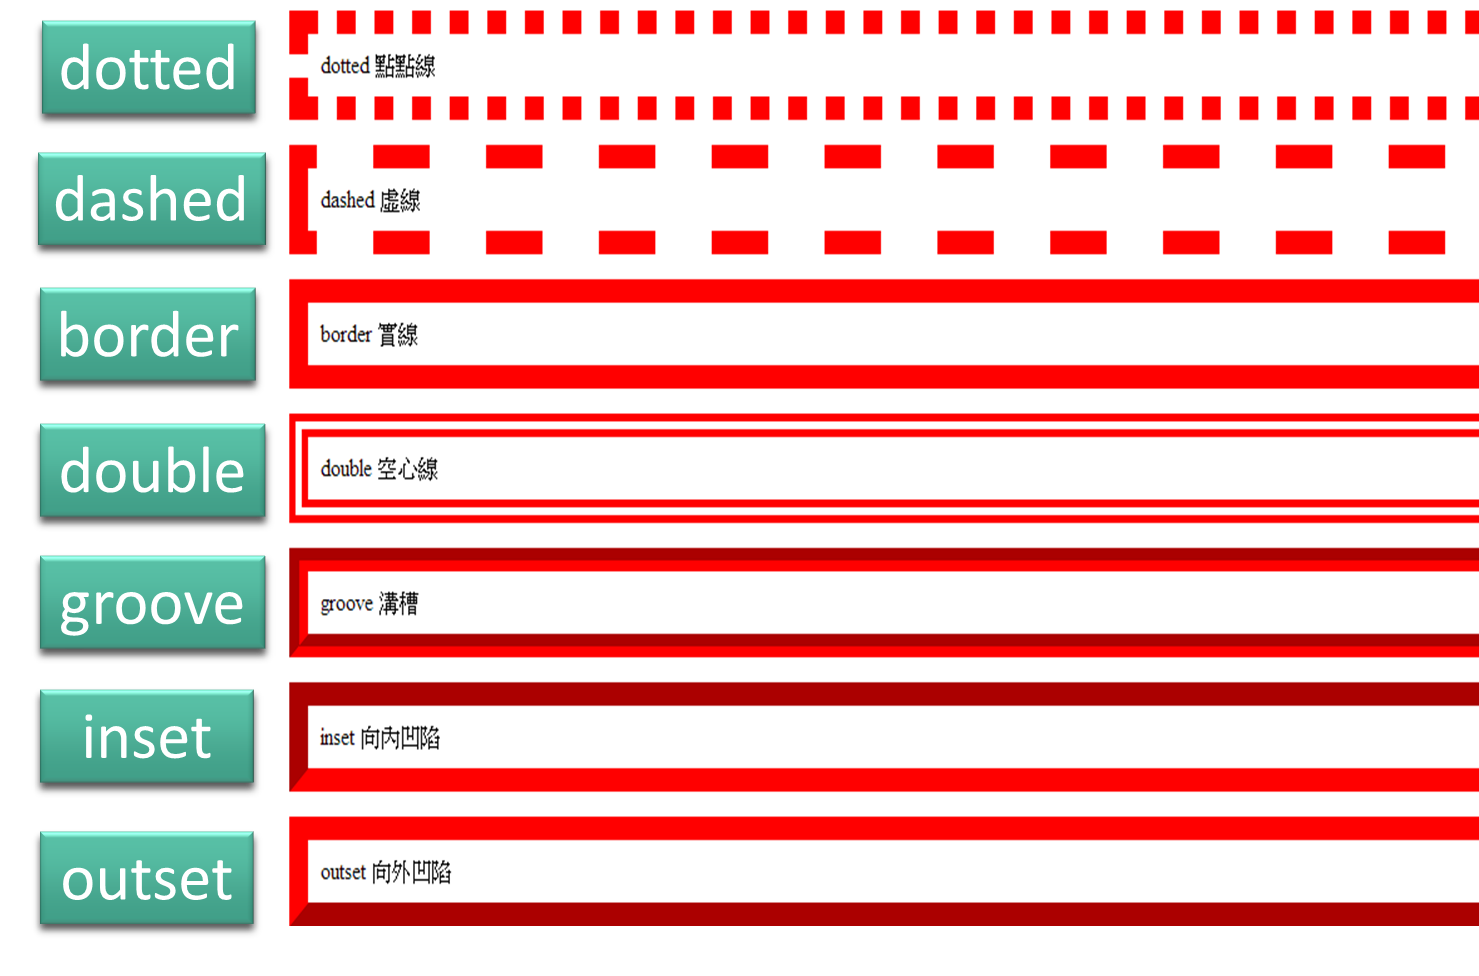 dotted
dotted 點點線
dashed
dashed 虛線
border
border 實線
double
double 空心線
groove
groove 溝槽
inset
inset 向內凹陷
outset
outset 向外凹陷